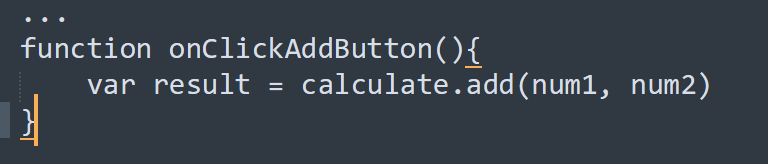 ...
function onClickAddButton(){
    var result = calculate.add(num1, num2)
}